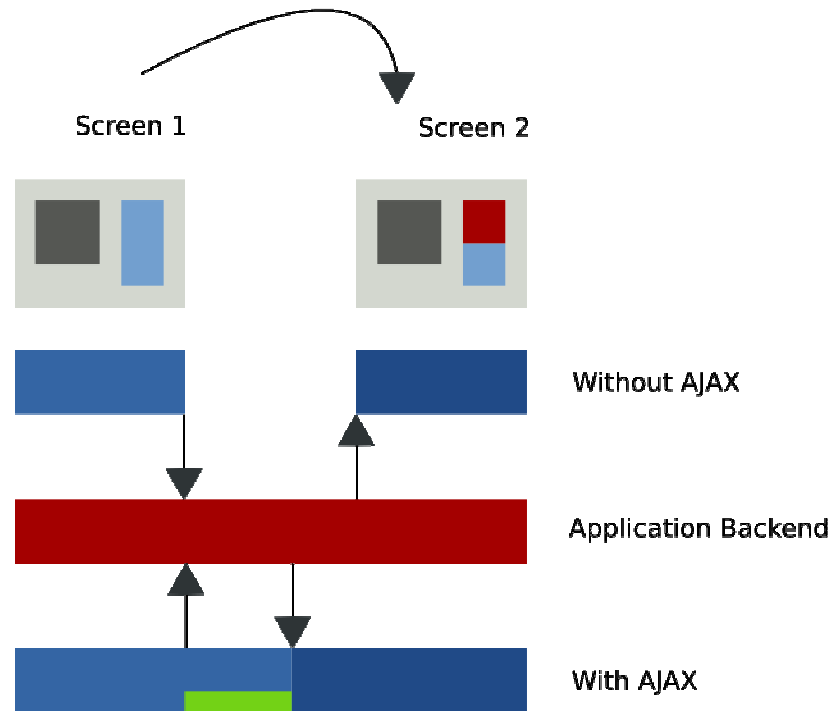 Screen 1
Screen 2
Without AJAX
Application Backend
With AJAX